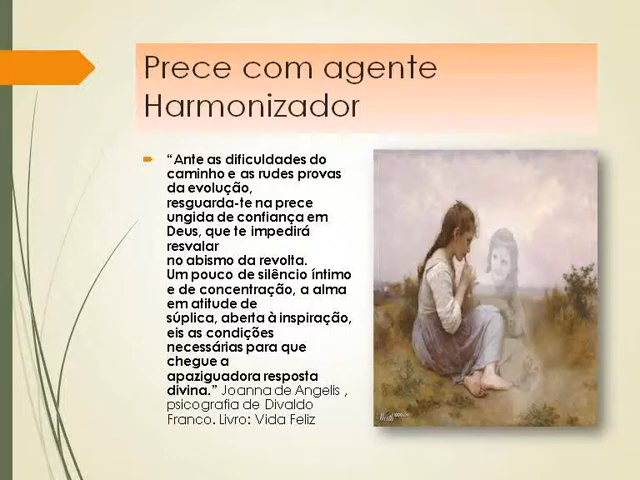 Prece com agente
Harmonizador
“Ante as dificuldades do
caminho e as rudes provas
da evolução,
resguarda-te na prece
ungida de confiança em
Deus, que te impedirá
resvalar
no abismo da revolta.
Um pouco de silêncio íntimo
e de concentração, a alma
em atitude de
súplica, aberta à inspiração,
eis as condições
necessárias para que
chegue a
apaziguadora resposta
divina.” Joanna de Angelis ,
psicografia de Divaldo
Franco. Livro: Vida Feliz